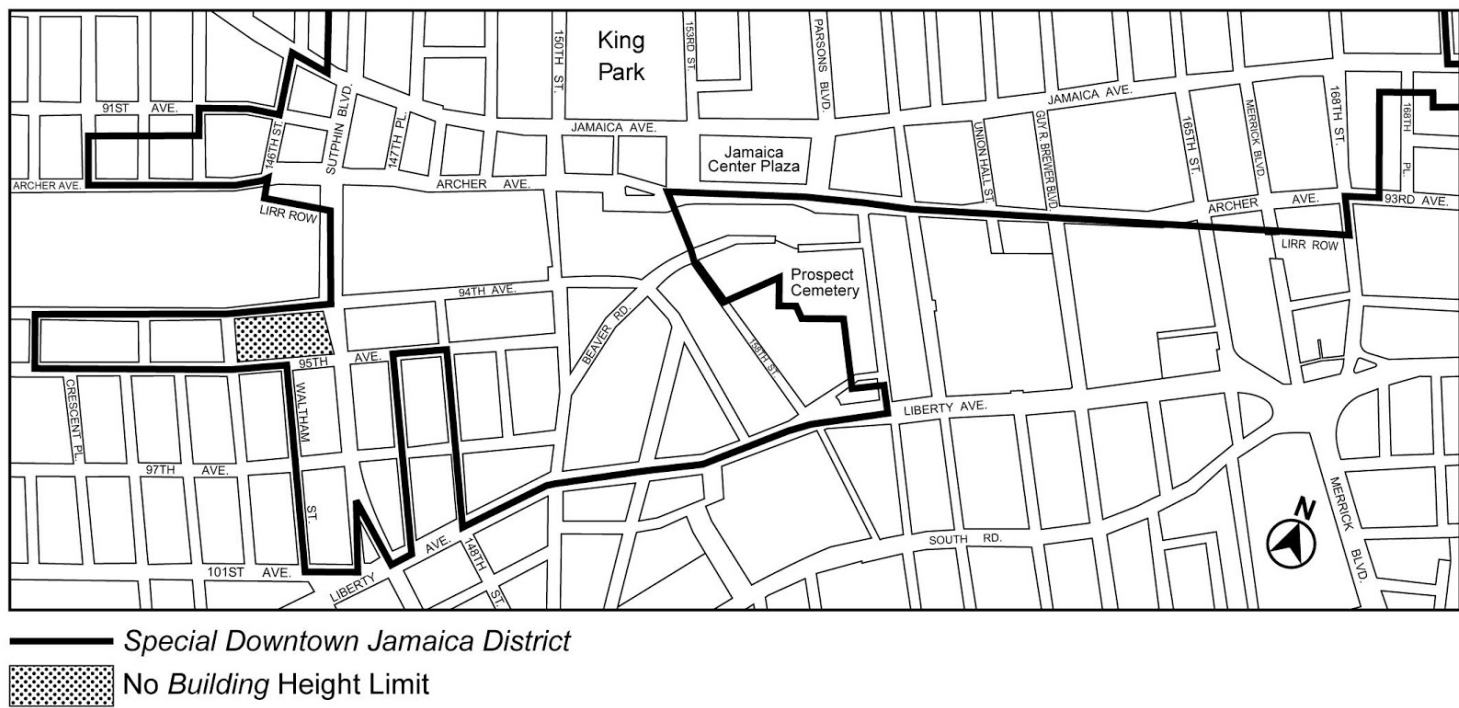 King
Park
150TH ST.
153RD ST.
PARSONS BLVD.
91ST AVE.
146TH ST.
SUTPHIN BLVD.
147TH PL.
JAMAICA AVE.
JAMAICA AVE.
Jamaica
Center Plaza
UNION HALL ST.
GUY R. BREWER BLVD.
165TH ST.
MERRICK BLVD.
168TH ST.
168TH PL.
ARCHER AVE.
ARCHER AVE.
ARCHER AVE.
93RD AVE.
LIRR ROW
LIRR ROW
Prospect
Cemetery
94TH AVE.
BEAVER RD.
159TH ST.
95TH AVE.
CRESCENT PL.
WALTHAM ST.
LIBERTY AVE.
97TH AVE.
101ST AVE.
LIBERTY AVE.
148TH ST.
SOUTH RD.
MERRICK BLVD.
N
Special Downtown Jamaica District
No Building Height Limit